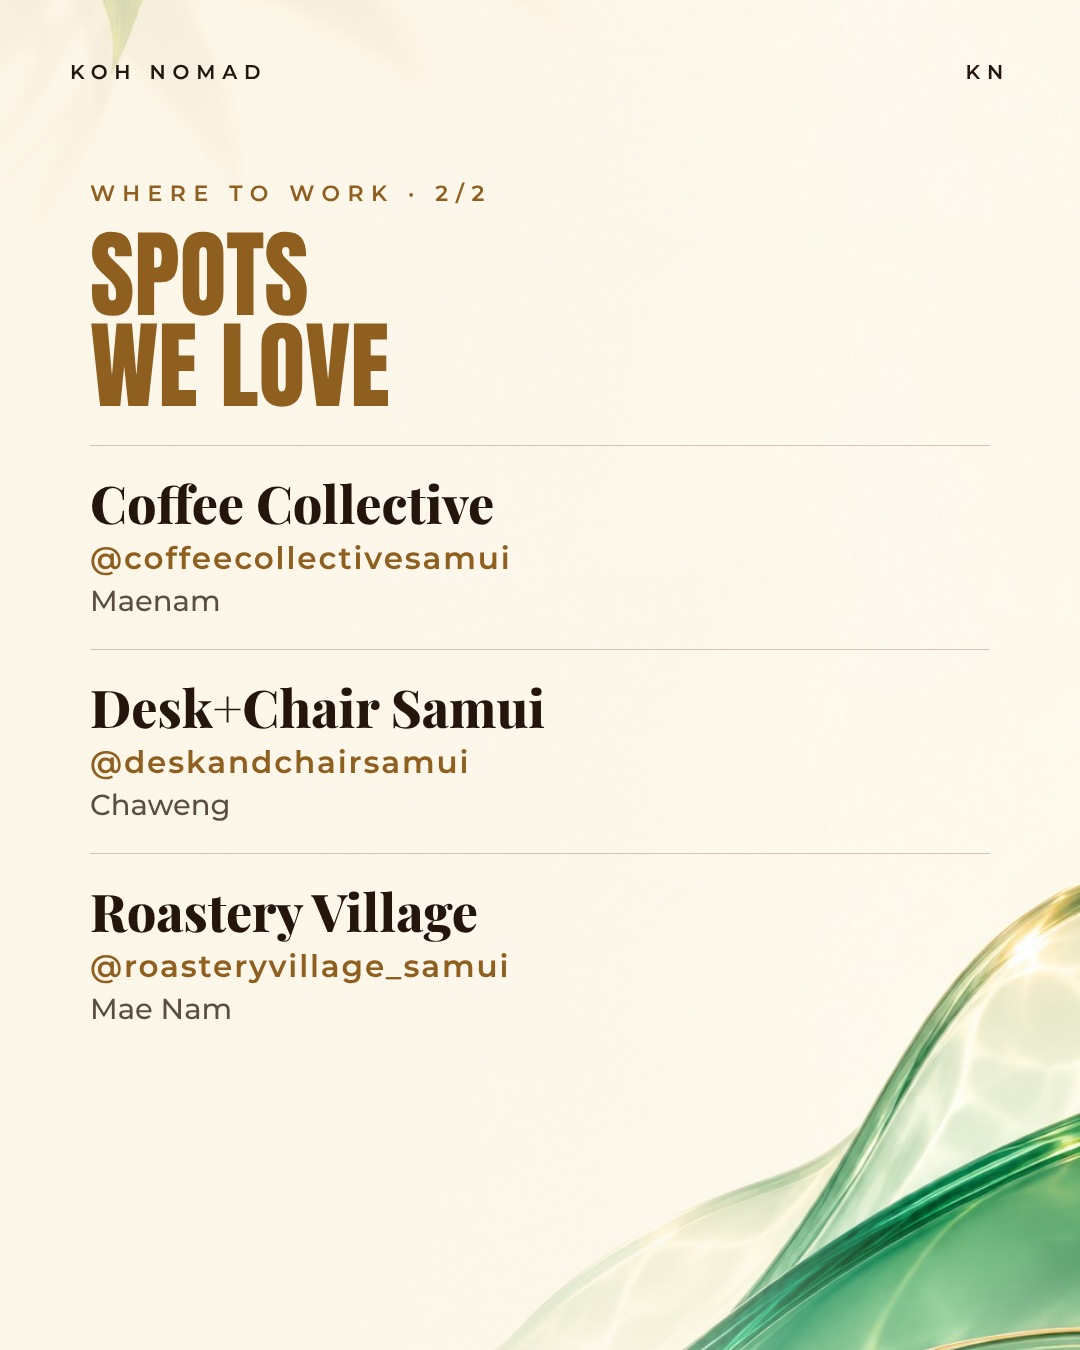 KOH NOMAD
KN
WHERE TO WORK · 2/2
SPOTS
WE LOVE
Coffee Collective
@coffeecollectivesamui
Maenam
Desk+Chair Samui
@deskandchairsamui
Chaweng
Roastery Village
@roasteryvillage_samui
Mae Nam